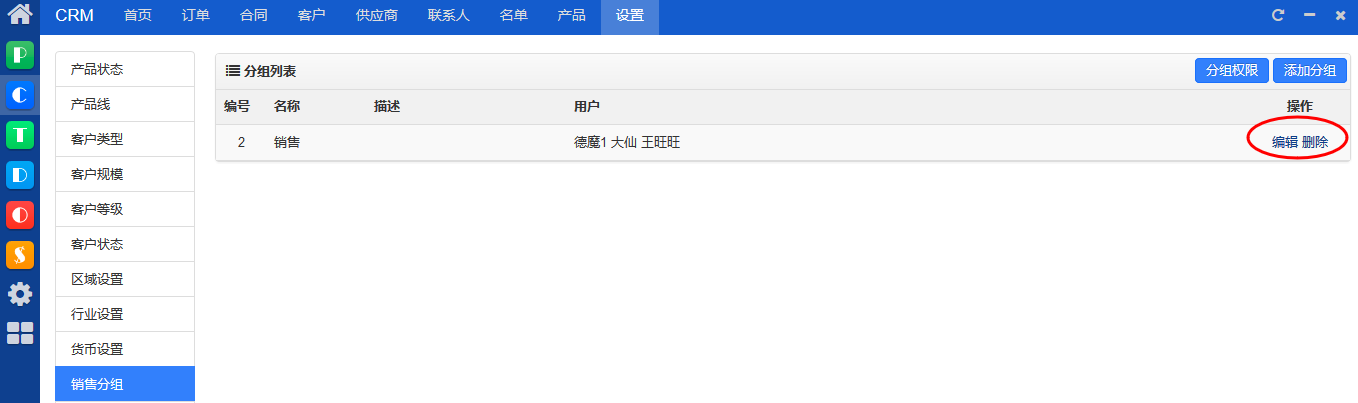 CRM 首页 订单 合同 客户 供应商 联系人 名单 产品 设置
P
C
T
D
O
S
产品状态
产品线
客户类型
客户规模
客户等级
客户状态
区域设置
行业设置
货币设置
销售分组
分组列表 分组权限 添加分组
编号 名称 描述 用户 操作
2 销售 德魔1 大仙 王旺旺 编辑 删除